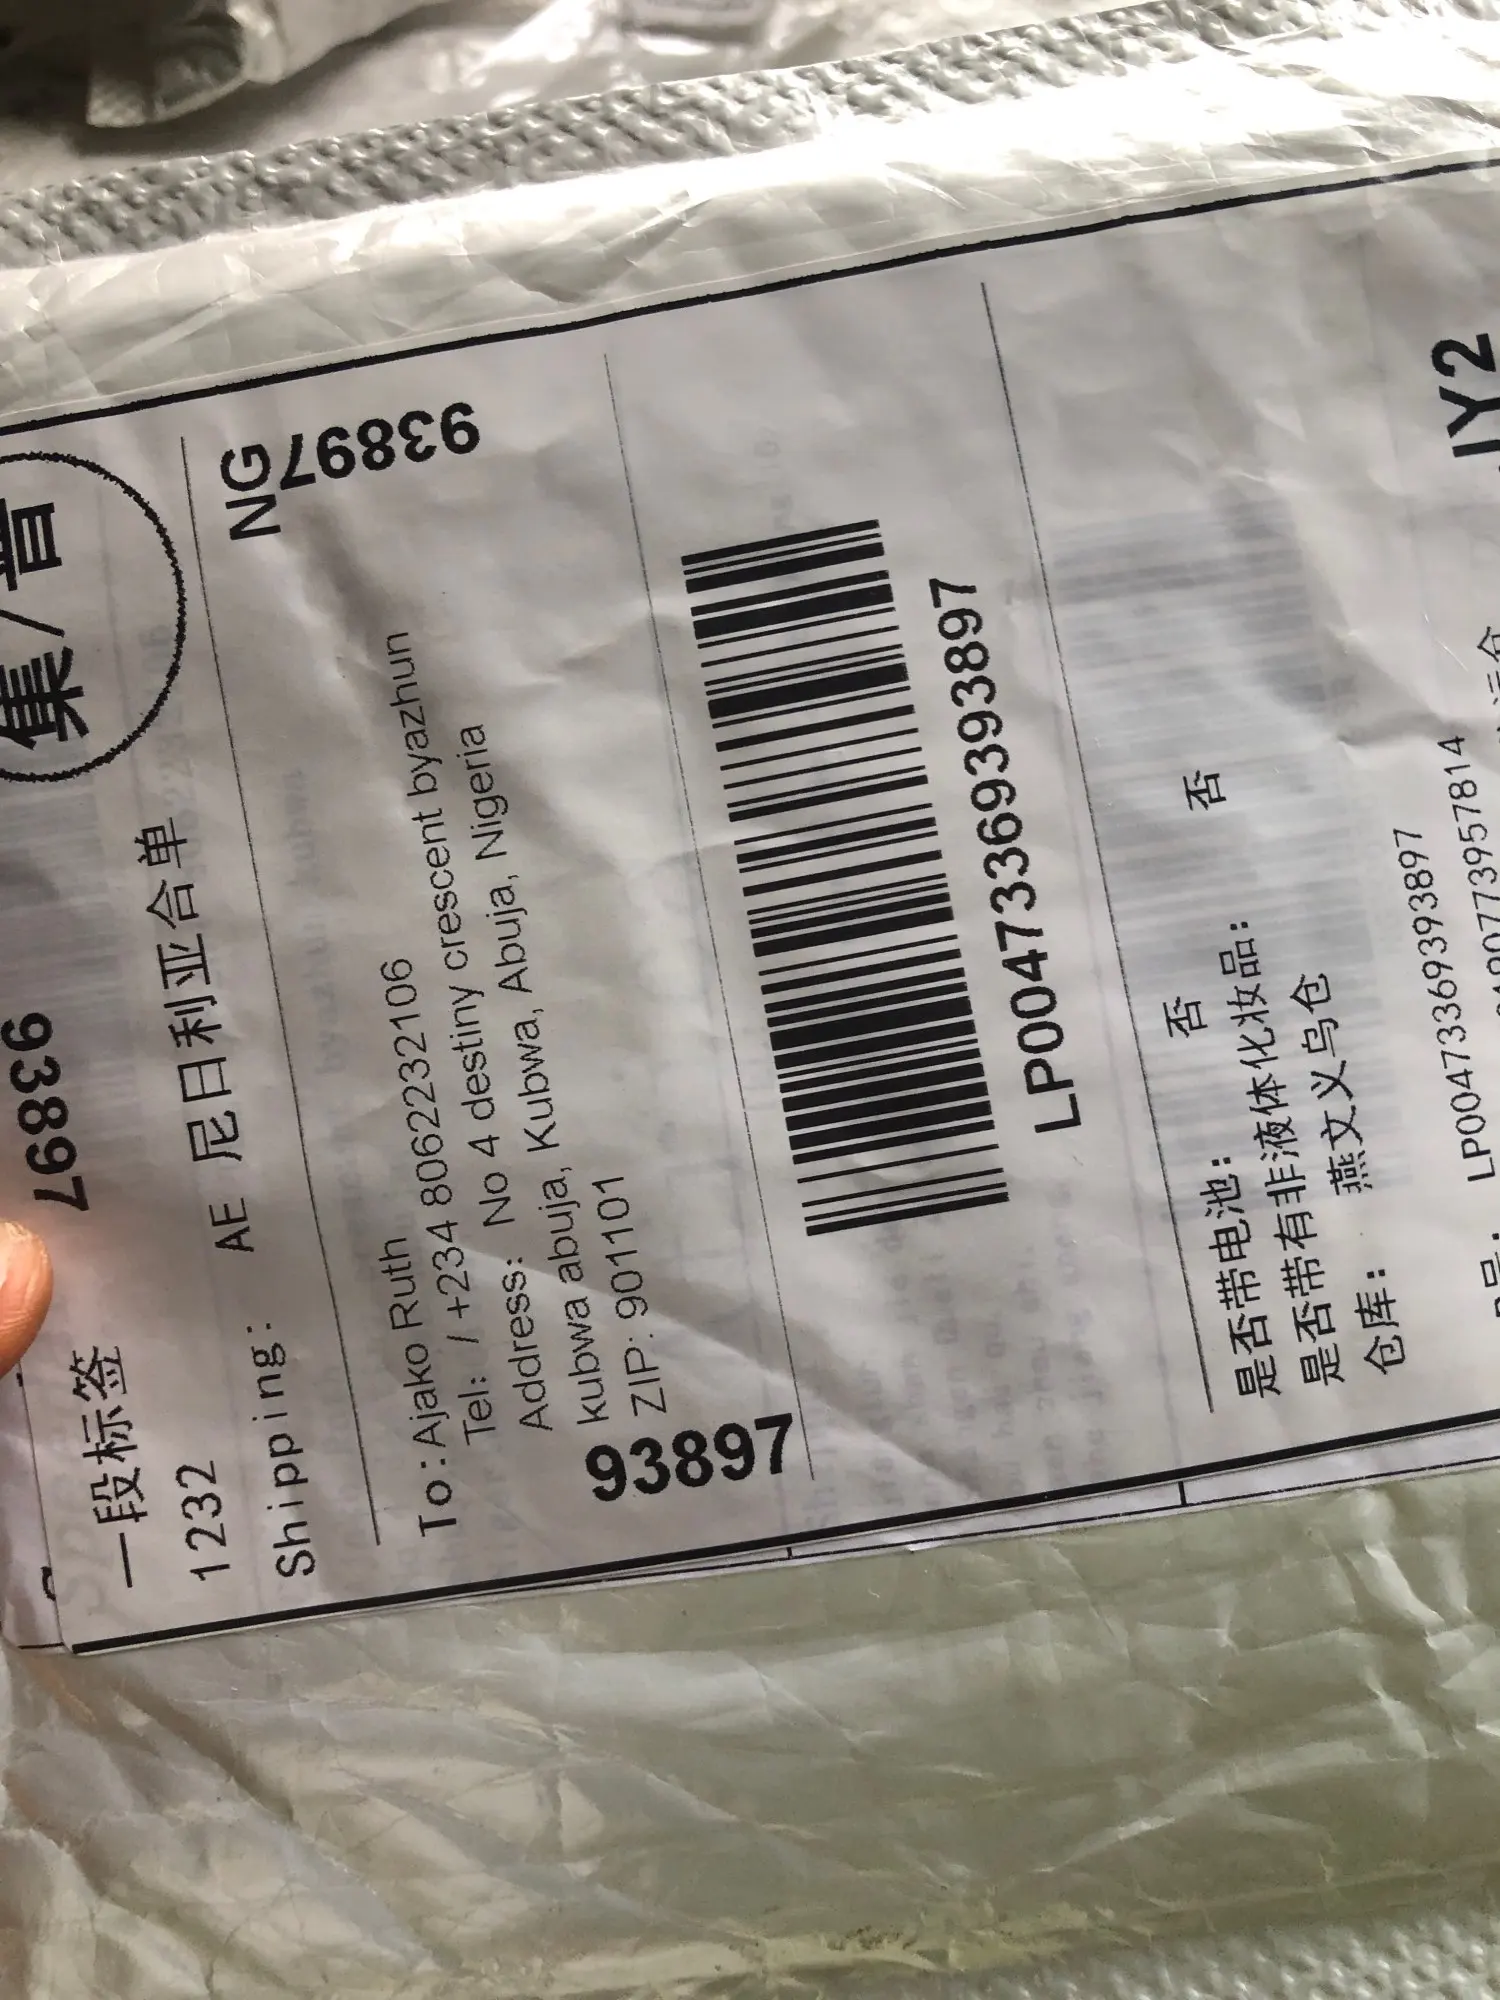 集/普
93897
一段标签
1232
Shipping: AE 尼日利亚合单
NG
93897
To:Ajako Ruth
Tel: / +234 8062232106
Address: No 4 destiny crescent byazhun
kubwa abuja, Kubwa, Abuja, Nigeria
ZIP: 901101
93897
LP00473369393897
是否带电池: 否
是否带有非液体化妆品: 否
仓库: 燕文义乌仓
JY2
LP00473369393897